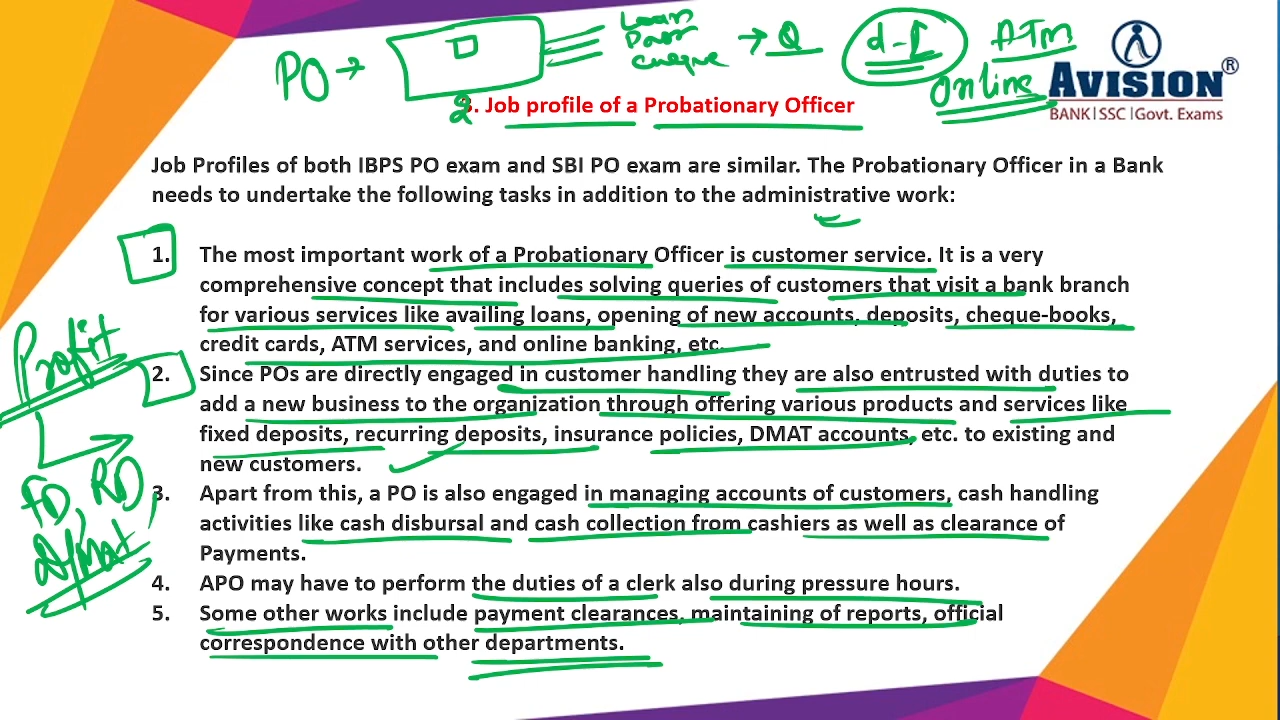 PO →
Loan
Pass
cheque
→ Q
d-c
ATM
Online
AVISION®
BANK|SSC|Govt. Exams
2
3. Job profile of a Probationary Officer
Job Profiles of both IBPS PO exam and SBI PO exam are similar. The Probationary Officer in a Bank
needs to undertake the following tasks in addition to the administrative work:
1. The most important work of a Probationary Officer is customer service. It is a very
comprehensive concept that includes solving queries of customers that visit a bank branch
for various services like availing loans, opening of new accounts, deposits, cheque-books,
credit cards, ATM services, and online banking, etc.
Profit
2. Since POs are directly engaged in customer handling they are also entrusted with duties to
add a new business to the organization through offering various products and services like
fixed deposits, recurring deposits, insurance policies, DMAT accounts, etc. to existing and
new customers.
FD, RD,
D/Mat
3. Apart from this, a PO is also engaged in managing accounts of customers, cash handling
activities like cash disbursal and cash collection from cashiers as well as clearance of
Payments.
4. APO may have to perform the duties of a clerk also during pressure hours.
5. Some other works include payment clearances, maintaining of reports, official
correspondence with other departments.